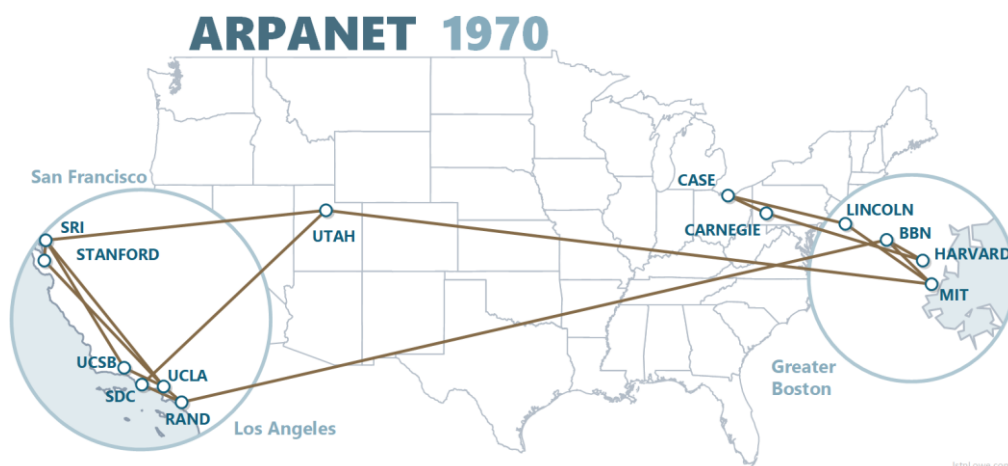 ARPANET 1970
San Francisco
SRI
STANFORD
UTAH
UCSB
UCLA
SDC
RAND
Los Angeles
CASE
CARNEGIE
LINCOLN
BBN
HARVARD
MIT
Greater
Boston